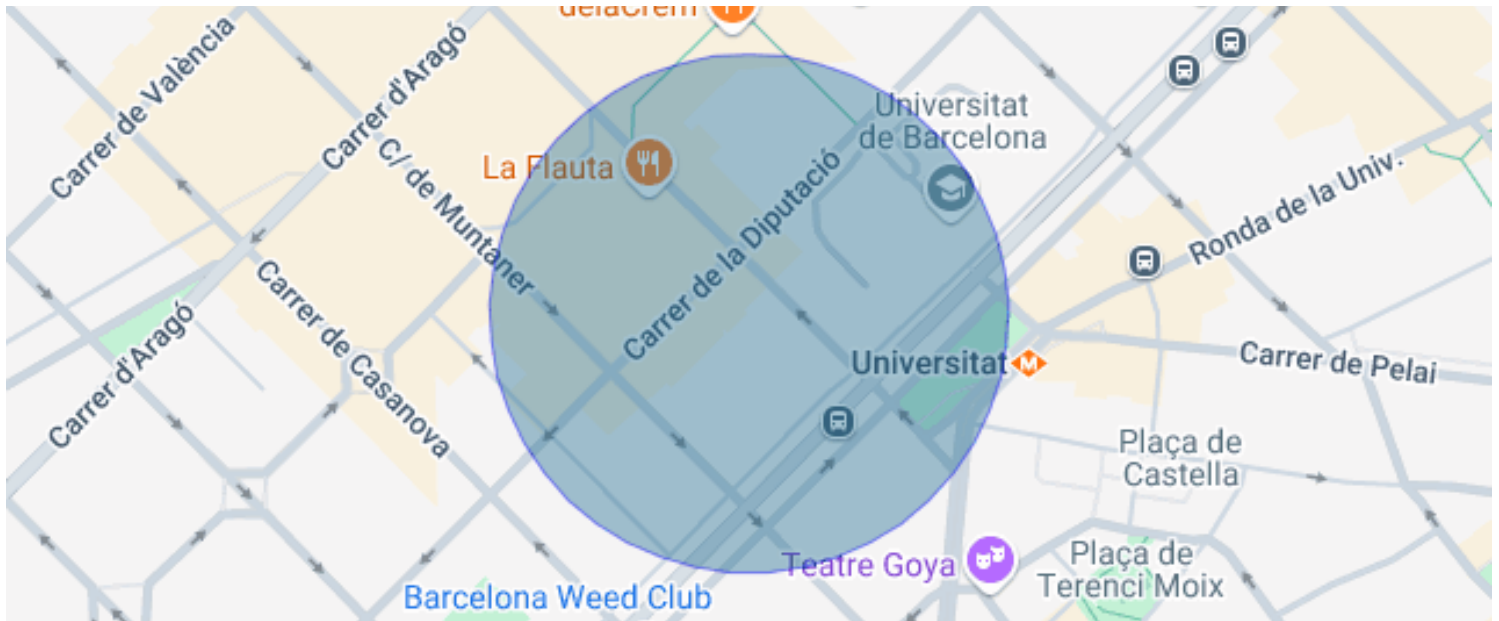 delaCrem
Carrer de València
Carrer d'Aragó
C/ de Muntaner
La Flauta
Universitat
de Barcelona
Carrer de la Diputació
Ronda de la Univ.
Carrer d'Aragó
Carrer de Casanova
Universitat
M
Carrer de Pelai
Plaça de
Castella
Teatre Goya
Plaça de
Terenci Moix
Barcelona Weed Club